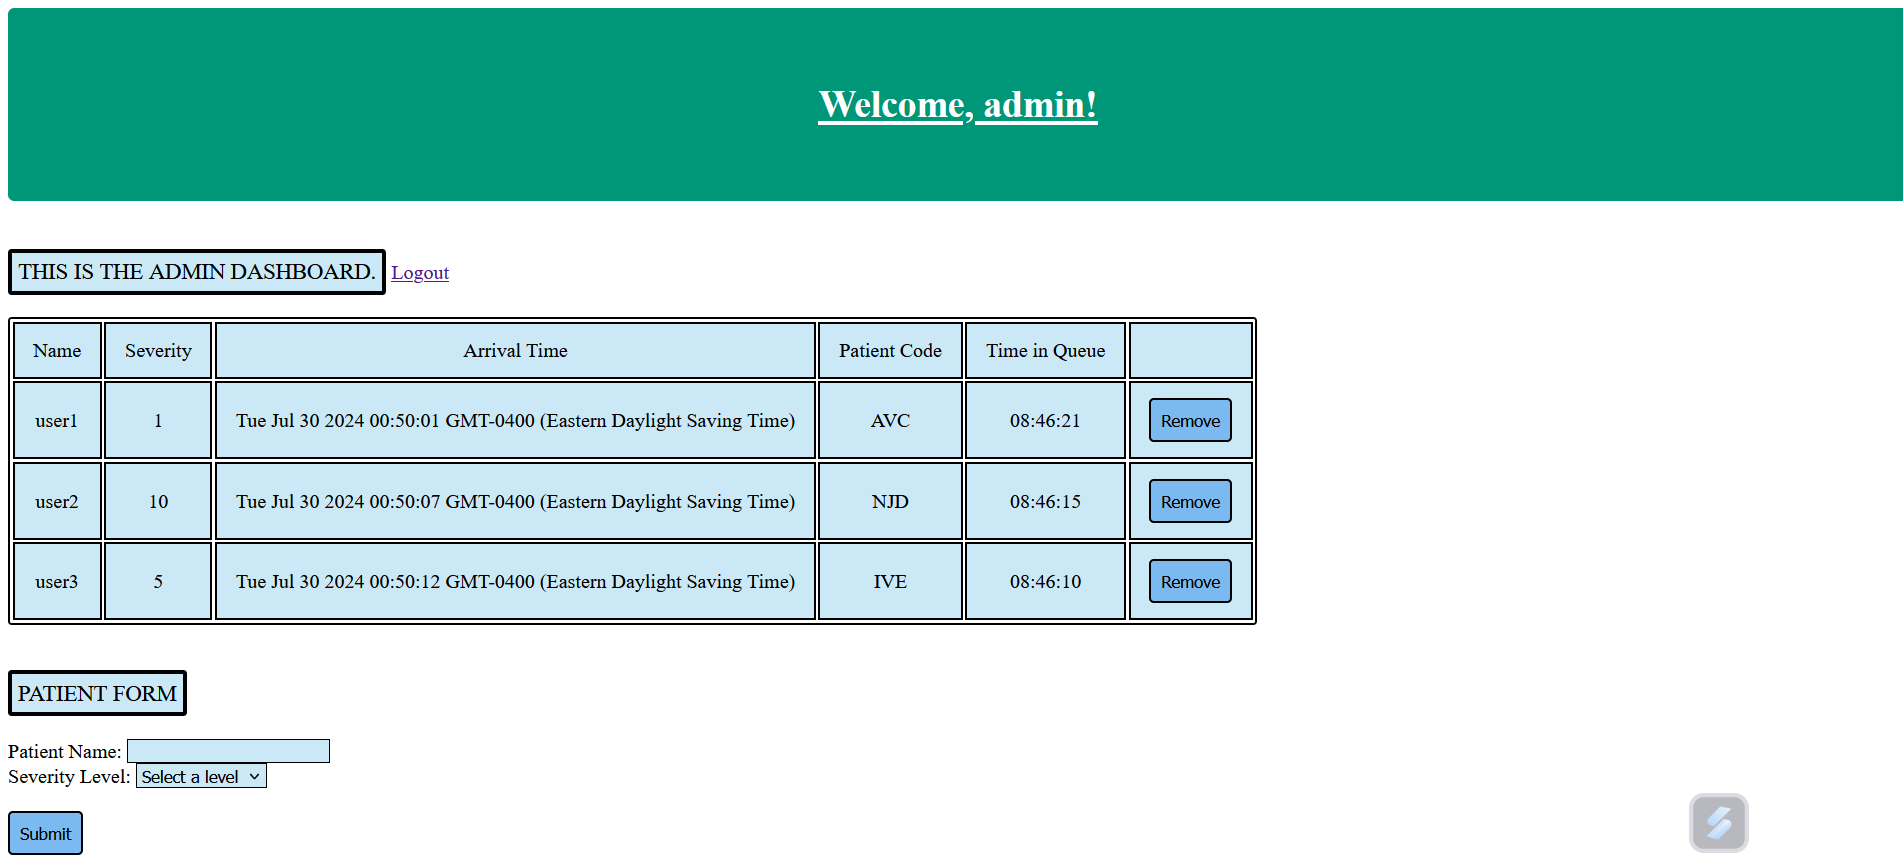 Welcome, admin!
THIS IS THE ADMIN DASHBOARD. Logout
Name Severity Arrival Time Patient Code Time in Queue
user1 1 Tue Jul 30 2024 00:50:01 GMT-0400 (Eastern Daylight Saving Time) AVC 08:46:21 Remove
user2 10 Tue Jul 30 2024 00:50:07 GMT-0400 (Eastern Daylight Saving Time) NJD 08:46:15 Remove
user3 5 Tue Jul 30 2024 00:50:12 GMT-0400 (Eastern Daylight Saving Time) IVE 08:46:10 Remove
PATIENT FORM
Patient Name:
Severity Level: Select a level
Submit